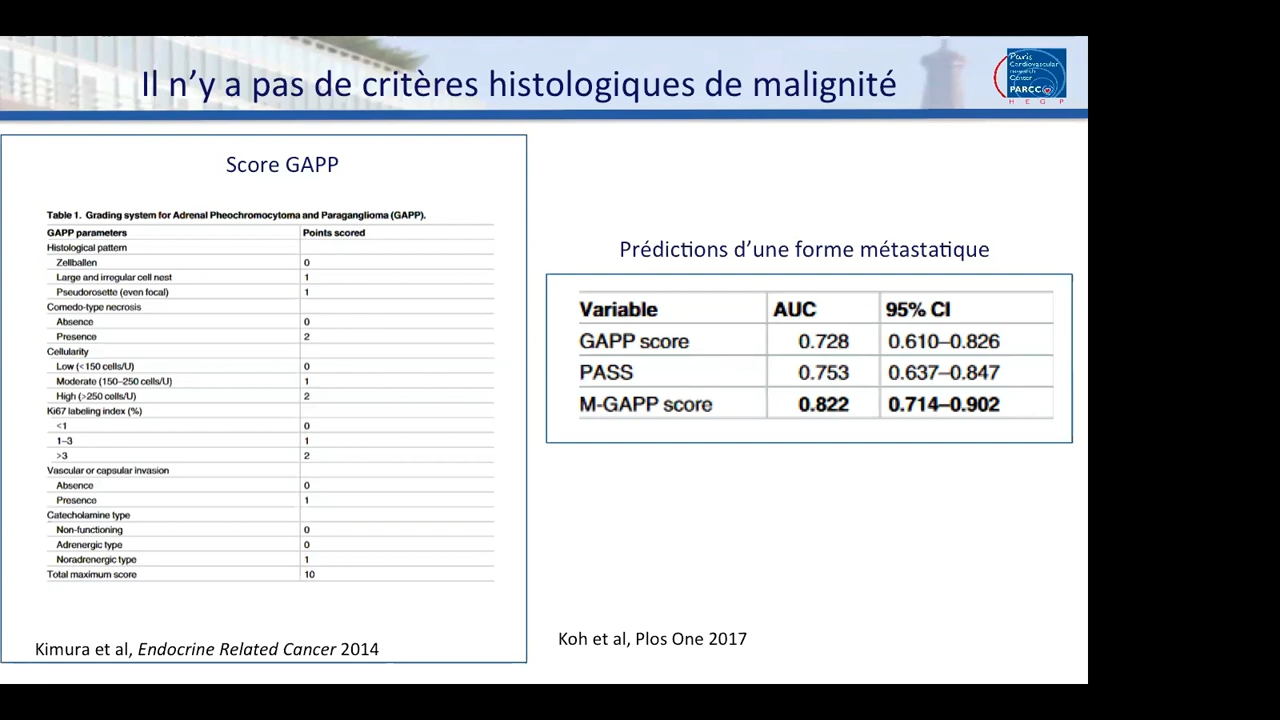 Il n’y a pas de critères histologiques de malignité
Paris
Cardiovascular
research
Center
PARCC
H E G P
Score GAPP
Table 1. Grading system for Adrenal Pheochromocytoma and Paraganglioma (GAPP).
GAPP parameters Points scored
Histological pattern
Zellballen 0
Large and irregular cell nest 1
Pseudorosette (even focal) 1
Comedo-type necrosis
Absence 0
Presence 2
Cellularity
Low (<150 cells/U) 0
Moderate (150–250 cells/U) 1
High (>250 cells/U) 2
Ki67 labeling index (%)
<1 0
1–3 1
>3 2
Vascular or capsular invasion
Absence 0
Presence 1
Catecholamine type
Non-functioning 0
Adrenergic type 0
Noradrenergic type 1
Total maximum score 10
Kimura et al, Endocrine Related Cancer 2014
Prédictions d’une forme métastatique
Variable AUC 95% CI
GAPP score 0.728 0.610–0.826
PASS 0.753 0.637–0.847
M-GAPP score 0.822 0.714–0.902
Koh et al, Plos One 2017